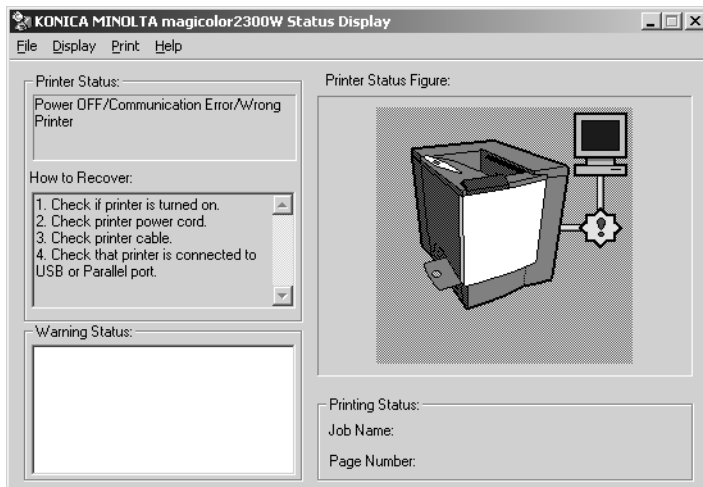 KONICA MINOLTA magicolor2300W Status Display
File Display Print Help
Printer Status:
Power OFF/Communication Error/Wrong
Printer
How to Recover:
1. Check if printer is turned on.
2. Check printer power cord.
3. Check printer cable.
4. Check that printer is connected to
USB or Parallel port.
Warning Status:
Printer Status Figure:
!
Printing Status:
Job Name:
Page Number: